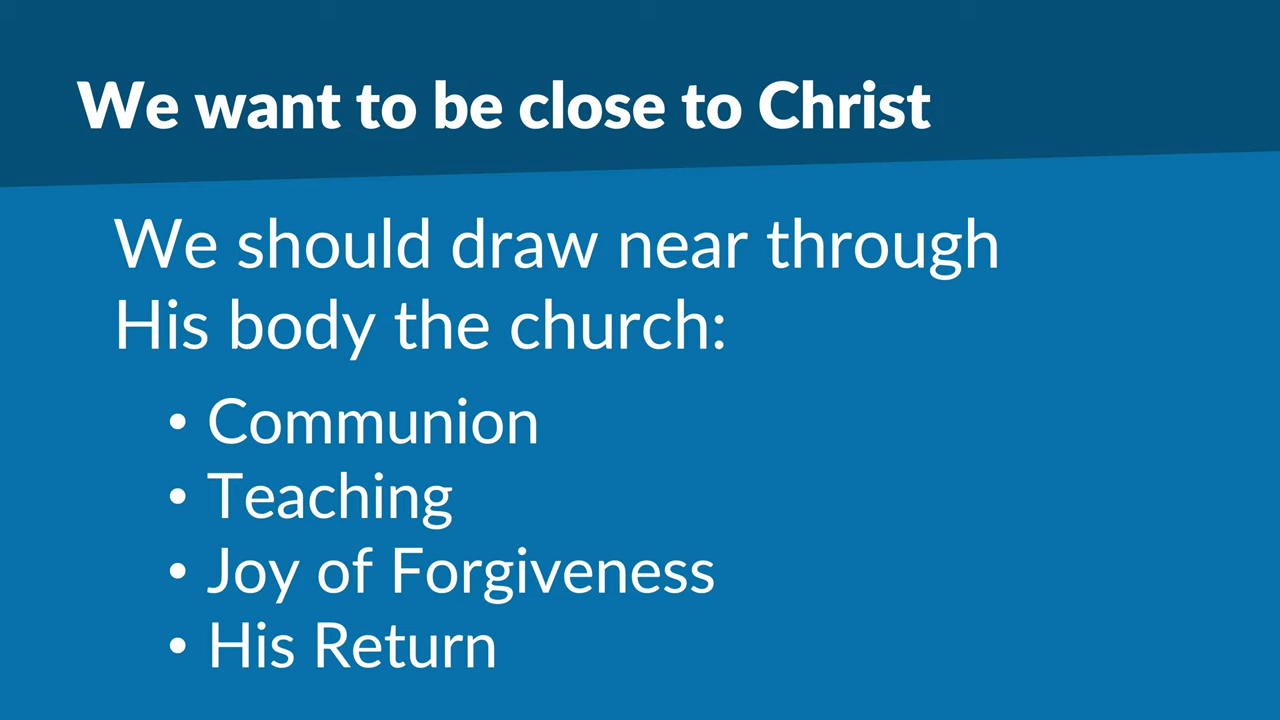 We want to be close to Christ
We should draw near through
His body the church:
• Communion
• Teaching
• Joy of Forgiveness
• His Return